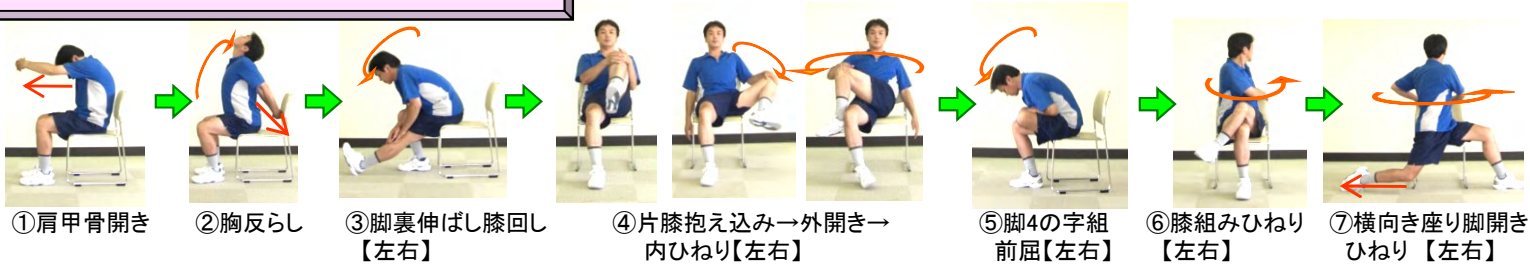 ①肩甲骨開き
②胸反らし
③脚裏伸ばし膝回し
【左右】
④片膝抱え込み→外開き→
内ひねり【左右】
⑤脚4の字組
前屈【左右】
⑥膝組みひねり
【左右】
⑦横向き座り脚開き
ひねり 【左右】